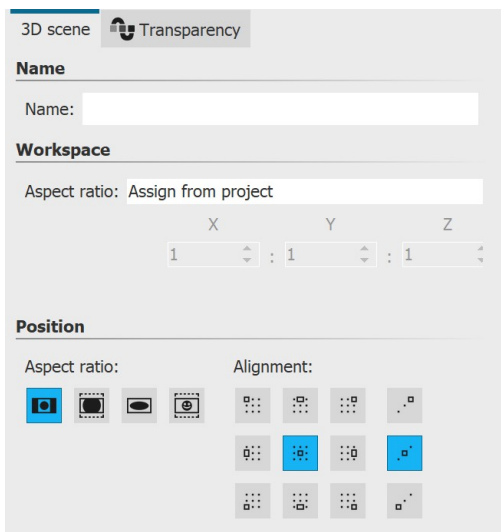 3D scene Transparency
Name
Name:
Workspace
Aspect ratio: Assign from project
X Y Z
1 : 1 : 1
Position
Aspect ratio: Alignment: